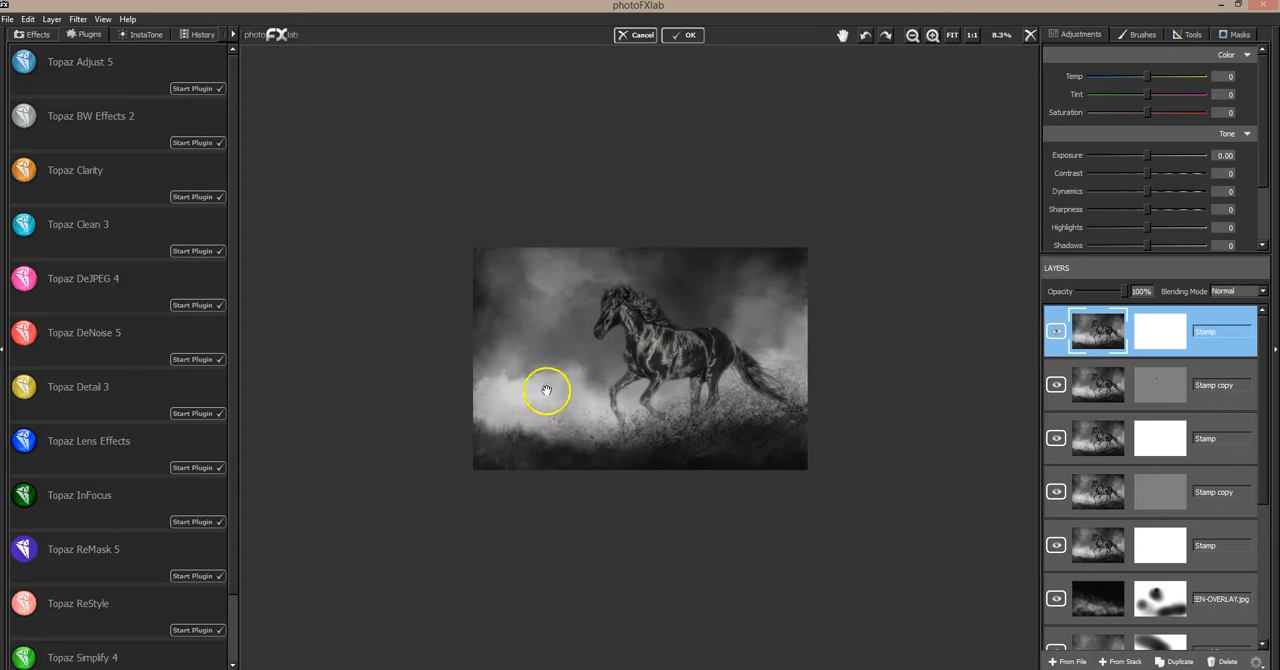 photoFXlab
File Edit Layer Filter View Help
Effects Plugins InstaTone History
photo FX lab
Cancel OK
FIT 1:1 8.3%
Adjustments Brushes Tools Masks
Topaz Adjust 5
Start Plugin
Topaz BW Effects 2
Start Plugin
Topaz Clarity
Start Plugin
Topaz Clean 3
Start Plugin
Topaz DeJPEG 4
Start Plugin
Topaz DeNoise 5
Start Plugin
Topaz Detail 3
Start Plugin
Topaz Lens Effects
Start Plugin
Topaz InFocus
Start Plugin
Topaz ReMask 5
Start Plugin
Topaz ReStyle
Start Plugin
Topaz Simplify 4
Color
Temp 0
Tint 0
Saturation 0
Tone
Exposure 0.00
Contrast 0
Dynamics 0
Sharpness 0
Highlights 0
Shadows 0
LAYERS
Opacity 100% Blending Mode Normal
Stamp
Stamp copy
Stamp
Stamp copy
Stamp
EEN-OVERLAY.jpg
From File From Stack Duplicate Delete